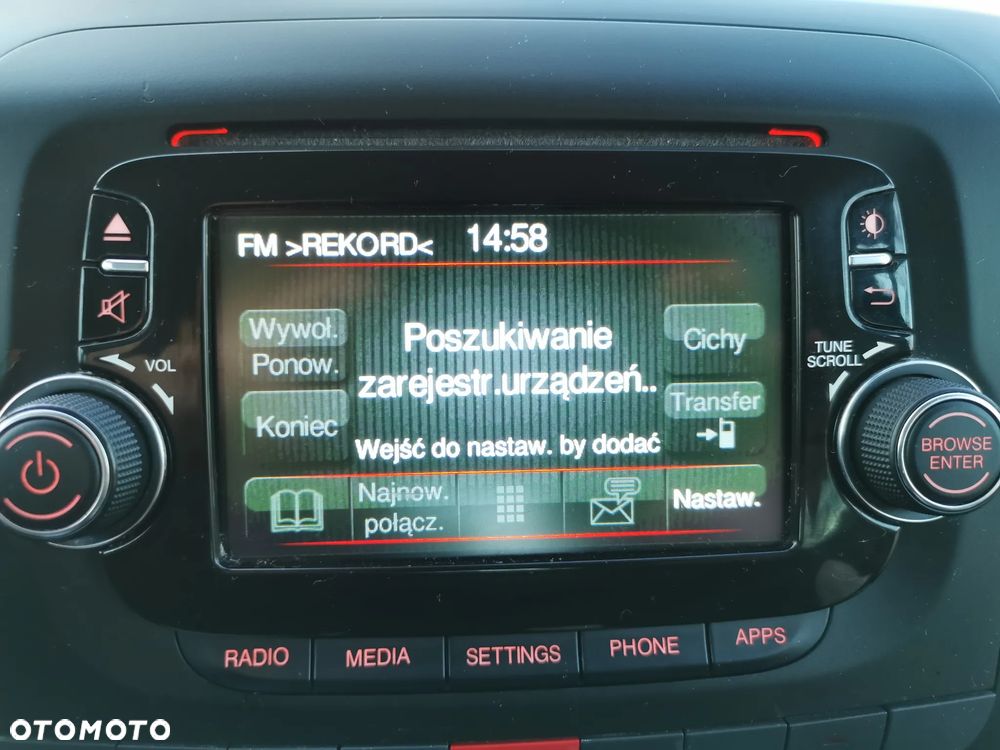 FM >REKORD< 14:58
Wywoł.
Ponow.
Poszukiwanie
zarejestr.urządzeń..
Cichy
Koniec
Transfer
Wejść do nastaw. by dodać
Najnow.
połącz.
Nastaw.
VOL
TUNE
SCROLL
BROWSE
ENTER
RADIO MEDIA SETTINGS PHONE APPS
OTOMOTO